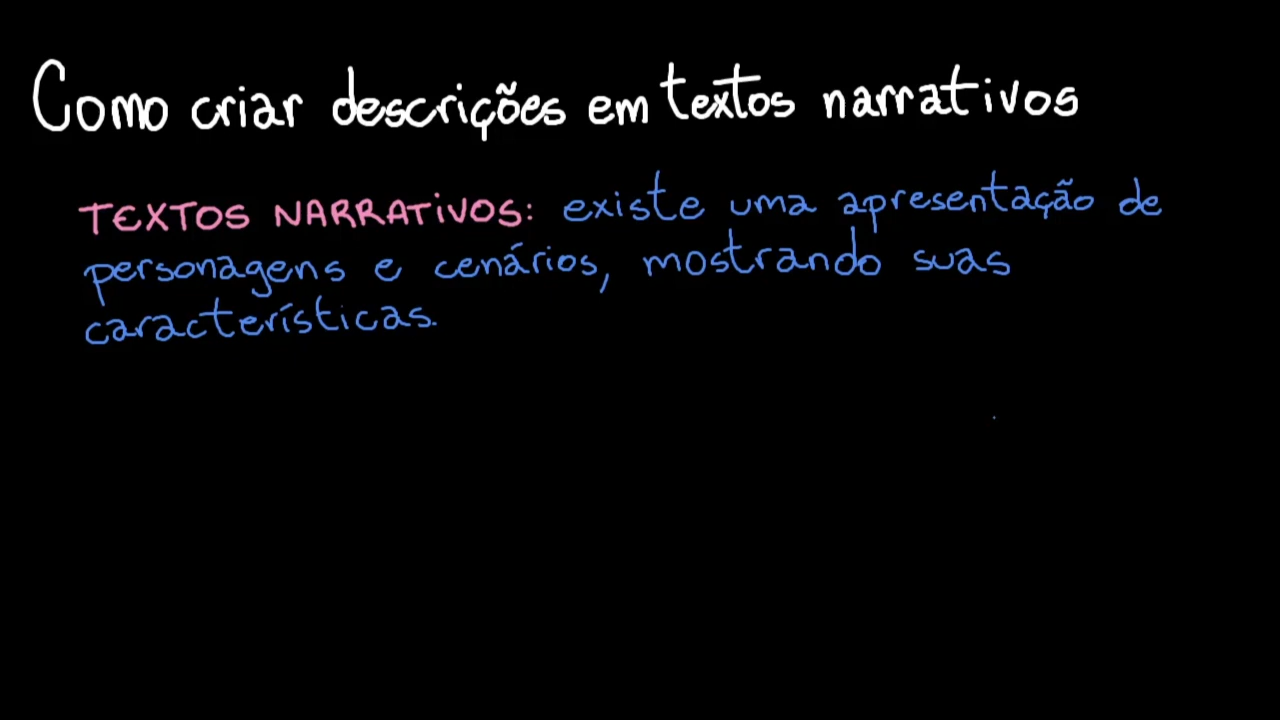 Como criar descrições em textos narrativos
TEXTOS NARRATIVOS: existe uma apresentação de
personagens e cenários, mostrando suas
características.